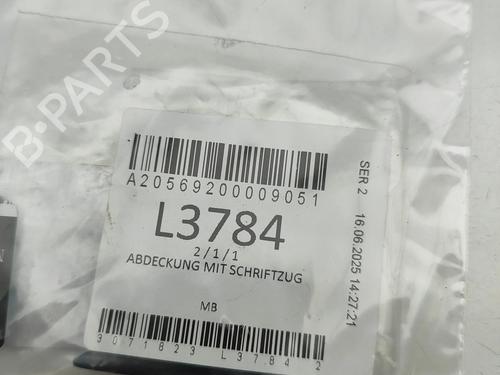 B-PARTS
A20569200009051
L3784
2/1/1
ABDECKUNG MIT SCHRIFTZUG
MB
3071823 L3784 2
SER 2 16.06.2025 14:27:21